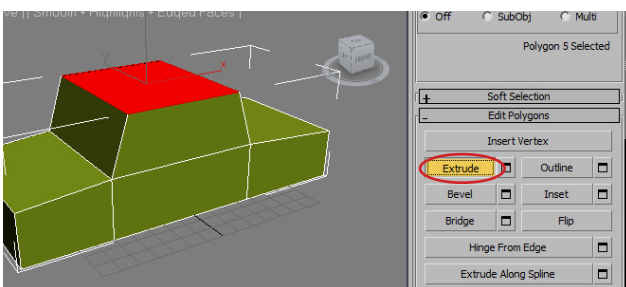 ve || Smooth + Highlights + Edged Faces |
Off SubObj Multi
Polygon 5 Selected
FRONT
y x
+ Soft Selection
- Edit Polygons
Insert Vertex
Extrude Outline
Bevel Inset
Bridge Flip
Hinge From Edge
Extrude Along Spline